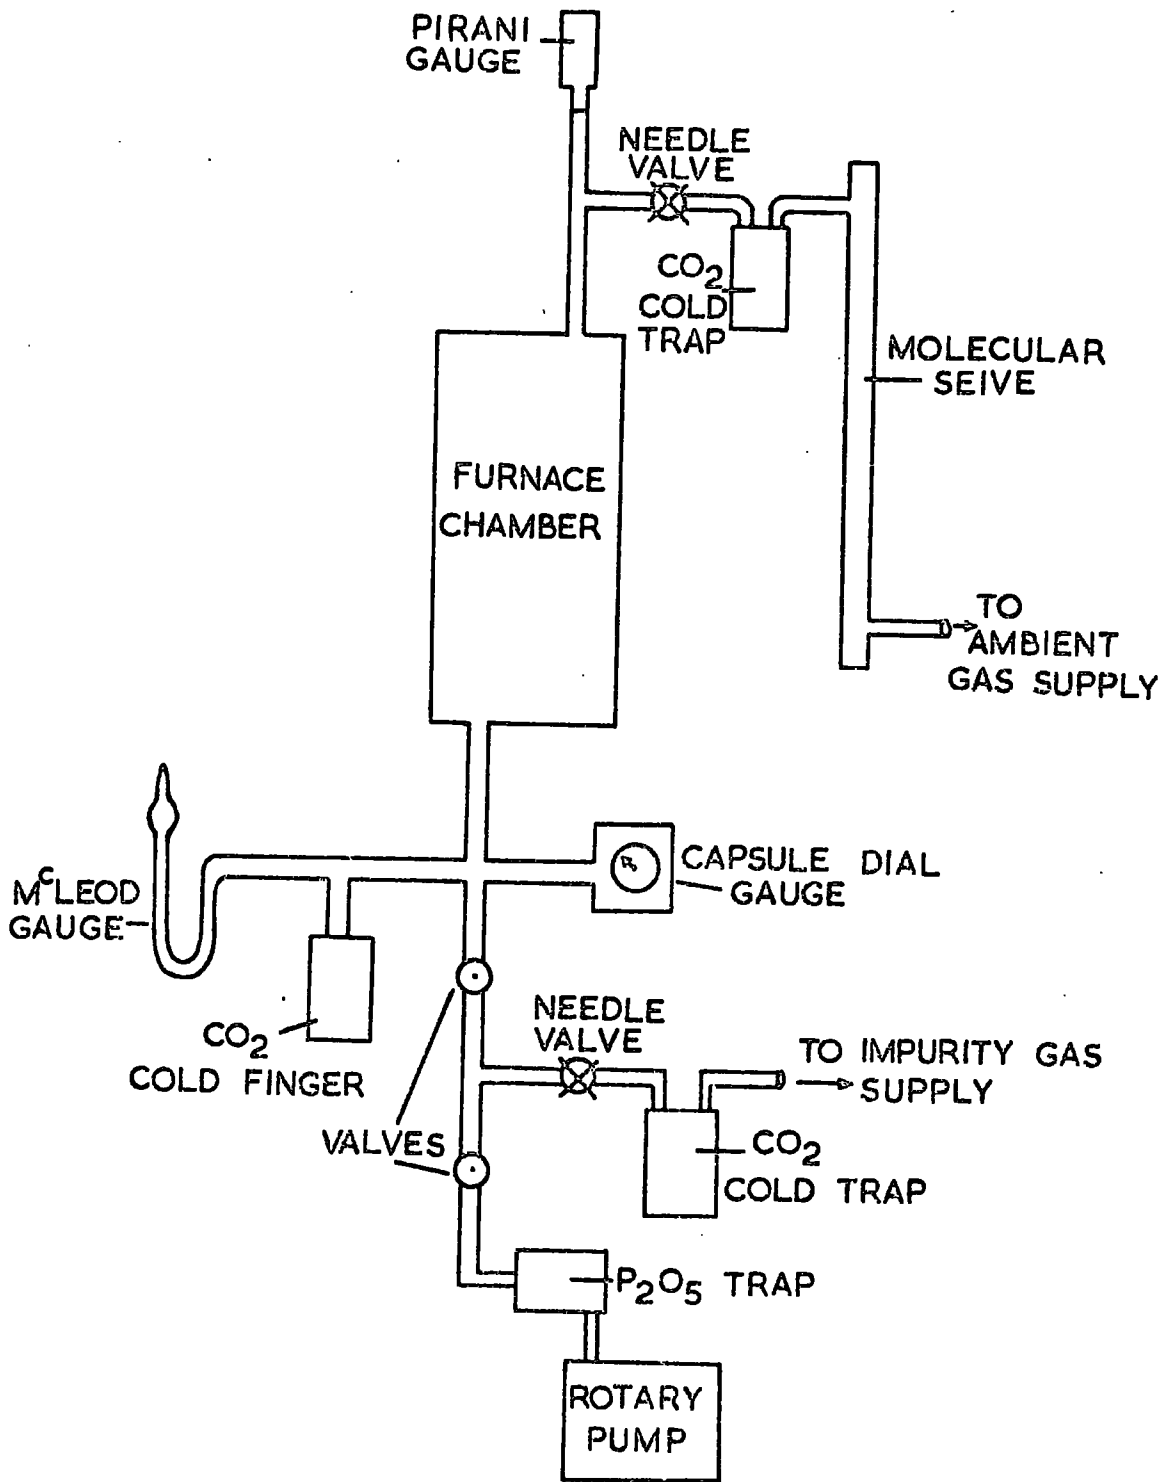 PIRANI
GAUGE
NEEDLE
VALVE
CO2
COLD
TRAP
MOLECULAR
SEIVE
FURNACE
CHAMBER
TO
AMBIENT
GAS SUPPLY
McLEOD
GAUGE
CAPSULE DIAL
GAUGE
CO2
COLD FINGER
NEEDLE
VALVE
TO IMPURITY GAS
SUPPLY
VALVES
CO2
COLD TRAP
P2O5 TRAP
ROTARY
PUMP